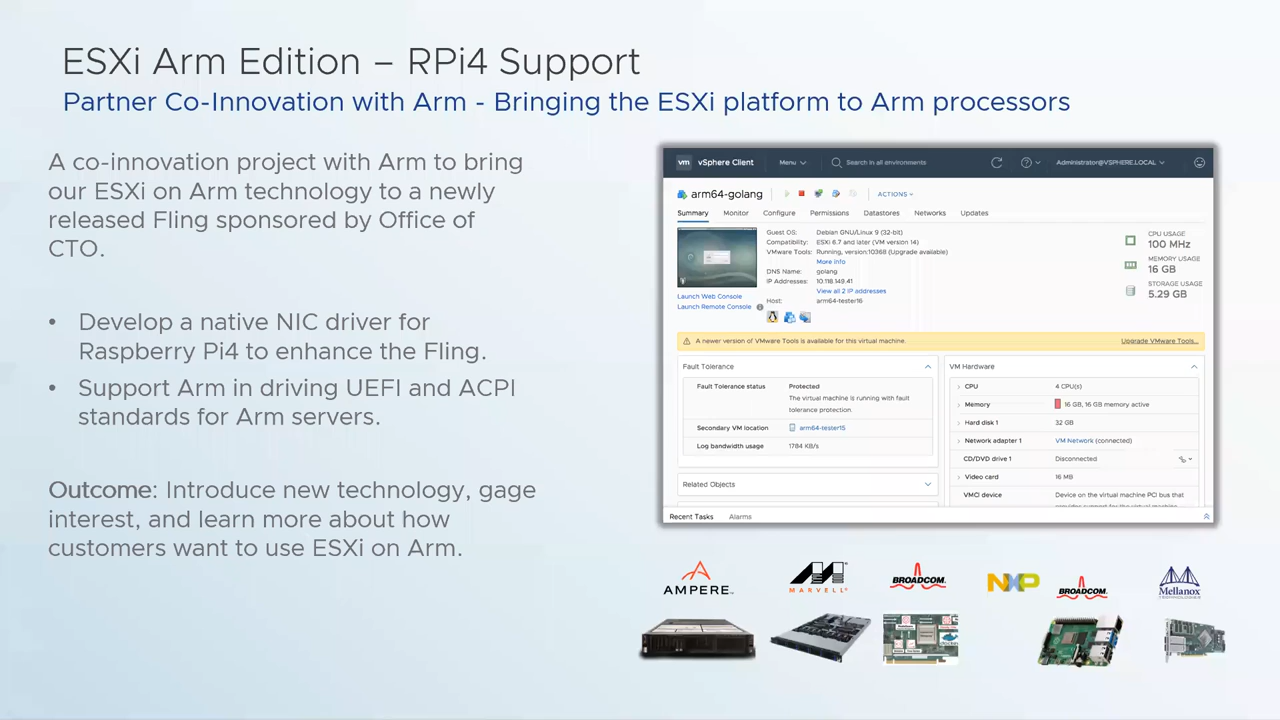 ESXi Arm Edition – RPi4 Support
Partner Co-Innovation with Arm - Bringing the ESXi platform to Arm processors
A co-innovation project with Arm to bring
our ESXi on Arm technology to a newly
released Fling sponsored by Office of
CTO.
• Develop a native NIC driver for
Raspberry Pi4 to enhance the Fling.
• Support Arm in driving UEFI and ACPI
standards for Arm servers.
Outcome: Introduce new technology, gage
interest, and learn more about how
customers want to use ESXi on Arm.
vm vSphere Client Menu Search in all environments Administrator@VSPHERE.LOCAL
arm64-golang ACTIONS
Summary Monitor Configure Permissions Datastores Networks Updates
Guest OS: Debian GNU/Linux 9 (32-bit)
Compatibility: ESXi 6.7 and later (VM version 14)
VMware Tools: Running, version:10368 (Upgrade available)
More info
DNS Name: golang
IP Addresses: 10.118.149.41
View all 2 IP addresses
Host: arm64-tester16
Launch Web Console
Launch Remote Console
CPU USAGE
100 MHz
MEMORY USAGE
16 GB
STORAGE USAGE
5.29 GB
A newer version of VMware Tools is available for this virtual machine. Upgrade VMware Tools...
Fault Tolerance
Fault Tolerance status Protected
The virtual machine is running with fault
tolerance protection.
Secondary VM location arm64-tester15
Log bandwidth usage 1784 KB/s
Related Objects
VM Hardware
CPU 4 CPU(s)
Memory 16 GB, 16 GB memory active
Hard disk 1 32 GB
Network adapter 1 VM Network (connected)
CD/DVD drive 1 Disconnected
Video card 16 MB
VMCI device Device on the virtual machine PCI bus that
Recent Tasks Alarms
AMPERE
MARVELL
BROADCOM
NXP
BROADCOM
Mellanox
TECHNOLOGIES